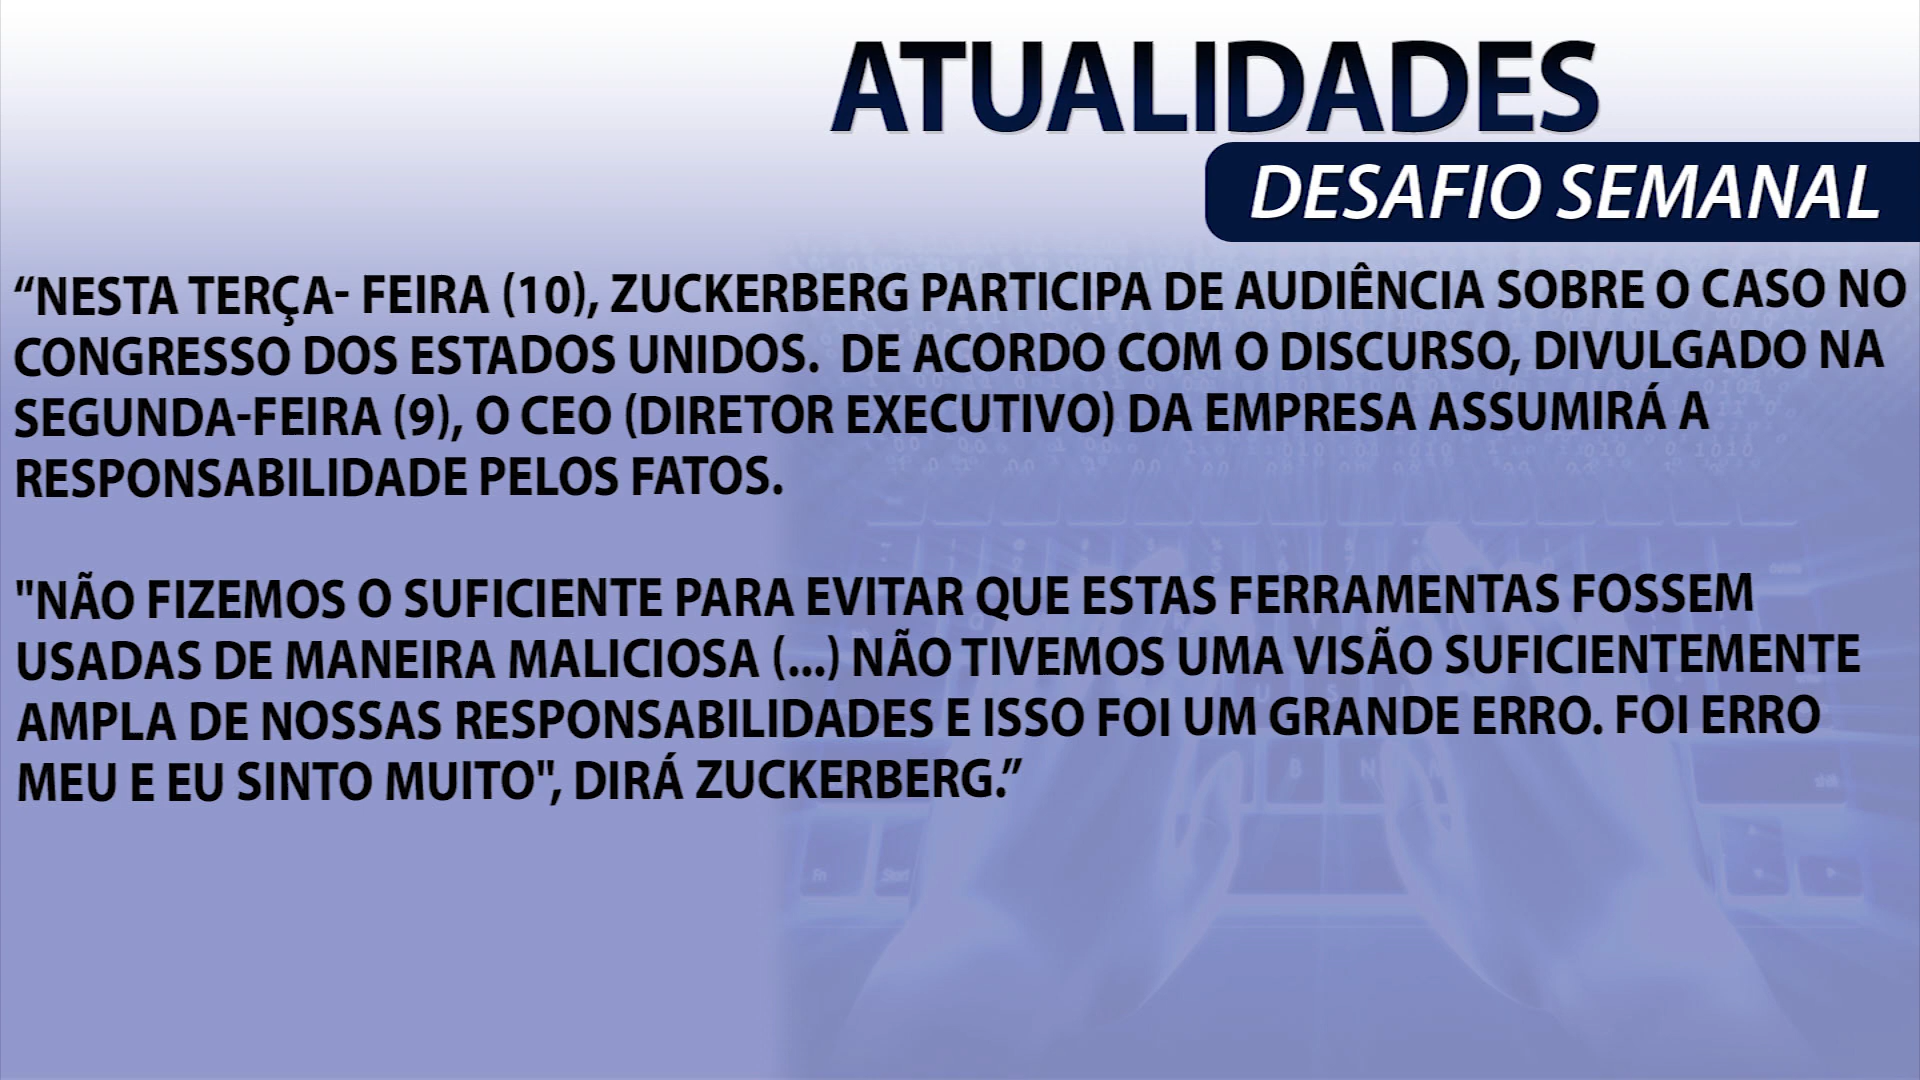 ATUALIDADES
DESAFIO SEMANAL
“NESTA TERÇA- FEIRA (10), ZUCKERBERG PARTICIPA DE AUDIÊNCIA SOBRE O CASO NO
CONGRESSO DOS ESTADOS UNIDOS.  DE ACORDO COM O DISCURSO, DIVULGADO NA
SEGUNDA-FEIRA (9), O CEO (DIRETOR EXECUTIVO) DA EMPRESA ASSUMIRÁ A
RESPONSABILIDADE PELOS FATOS.
"NÃO FIZEMOS O SUFICIENTE PARA EVITAR QUE ESTAS FERRAMENTAS FOSSEM
USADAS DE MANEIRA MALICIOSA (...) NÃO TIVEMOS UMA VISÃO SUFICIENTEMENTE
AMPLA DE NOSSAS RESPONSABILIDADES E ISSO FOI UM GRANDE ERRO. FOI ERRO
MEU E EU SINTO MUITO", DIRÁ ZUCKERBERG.”